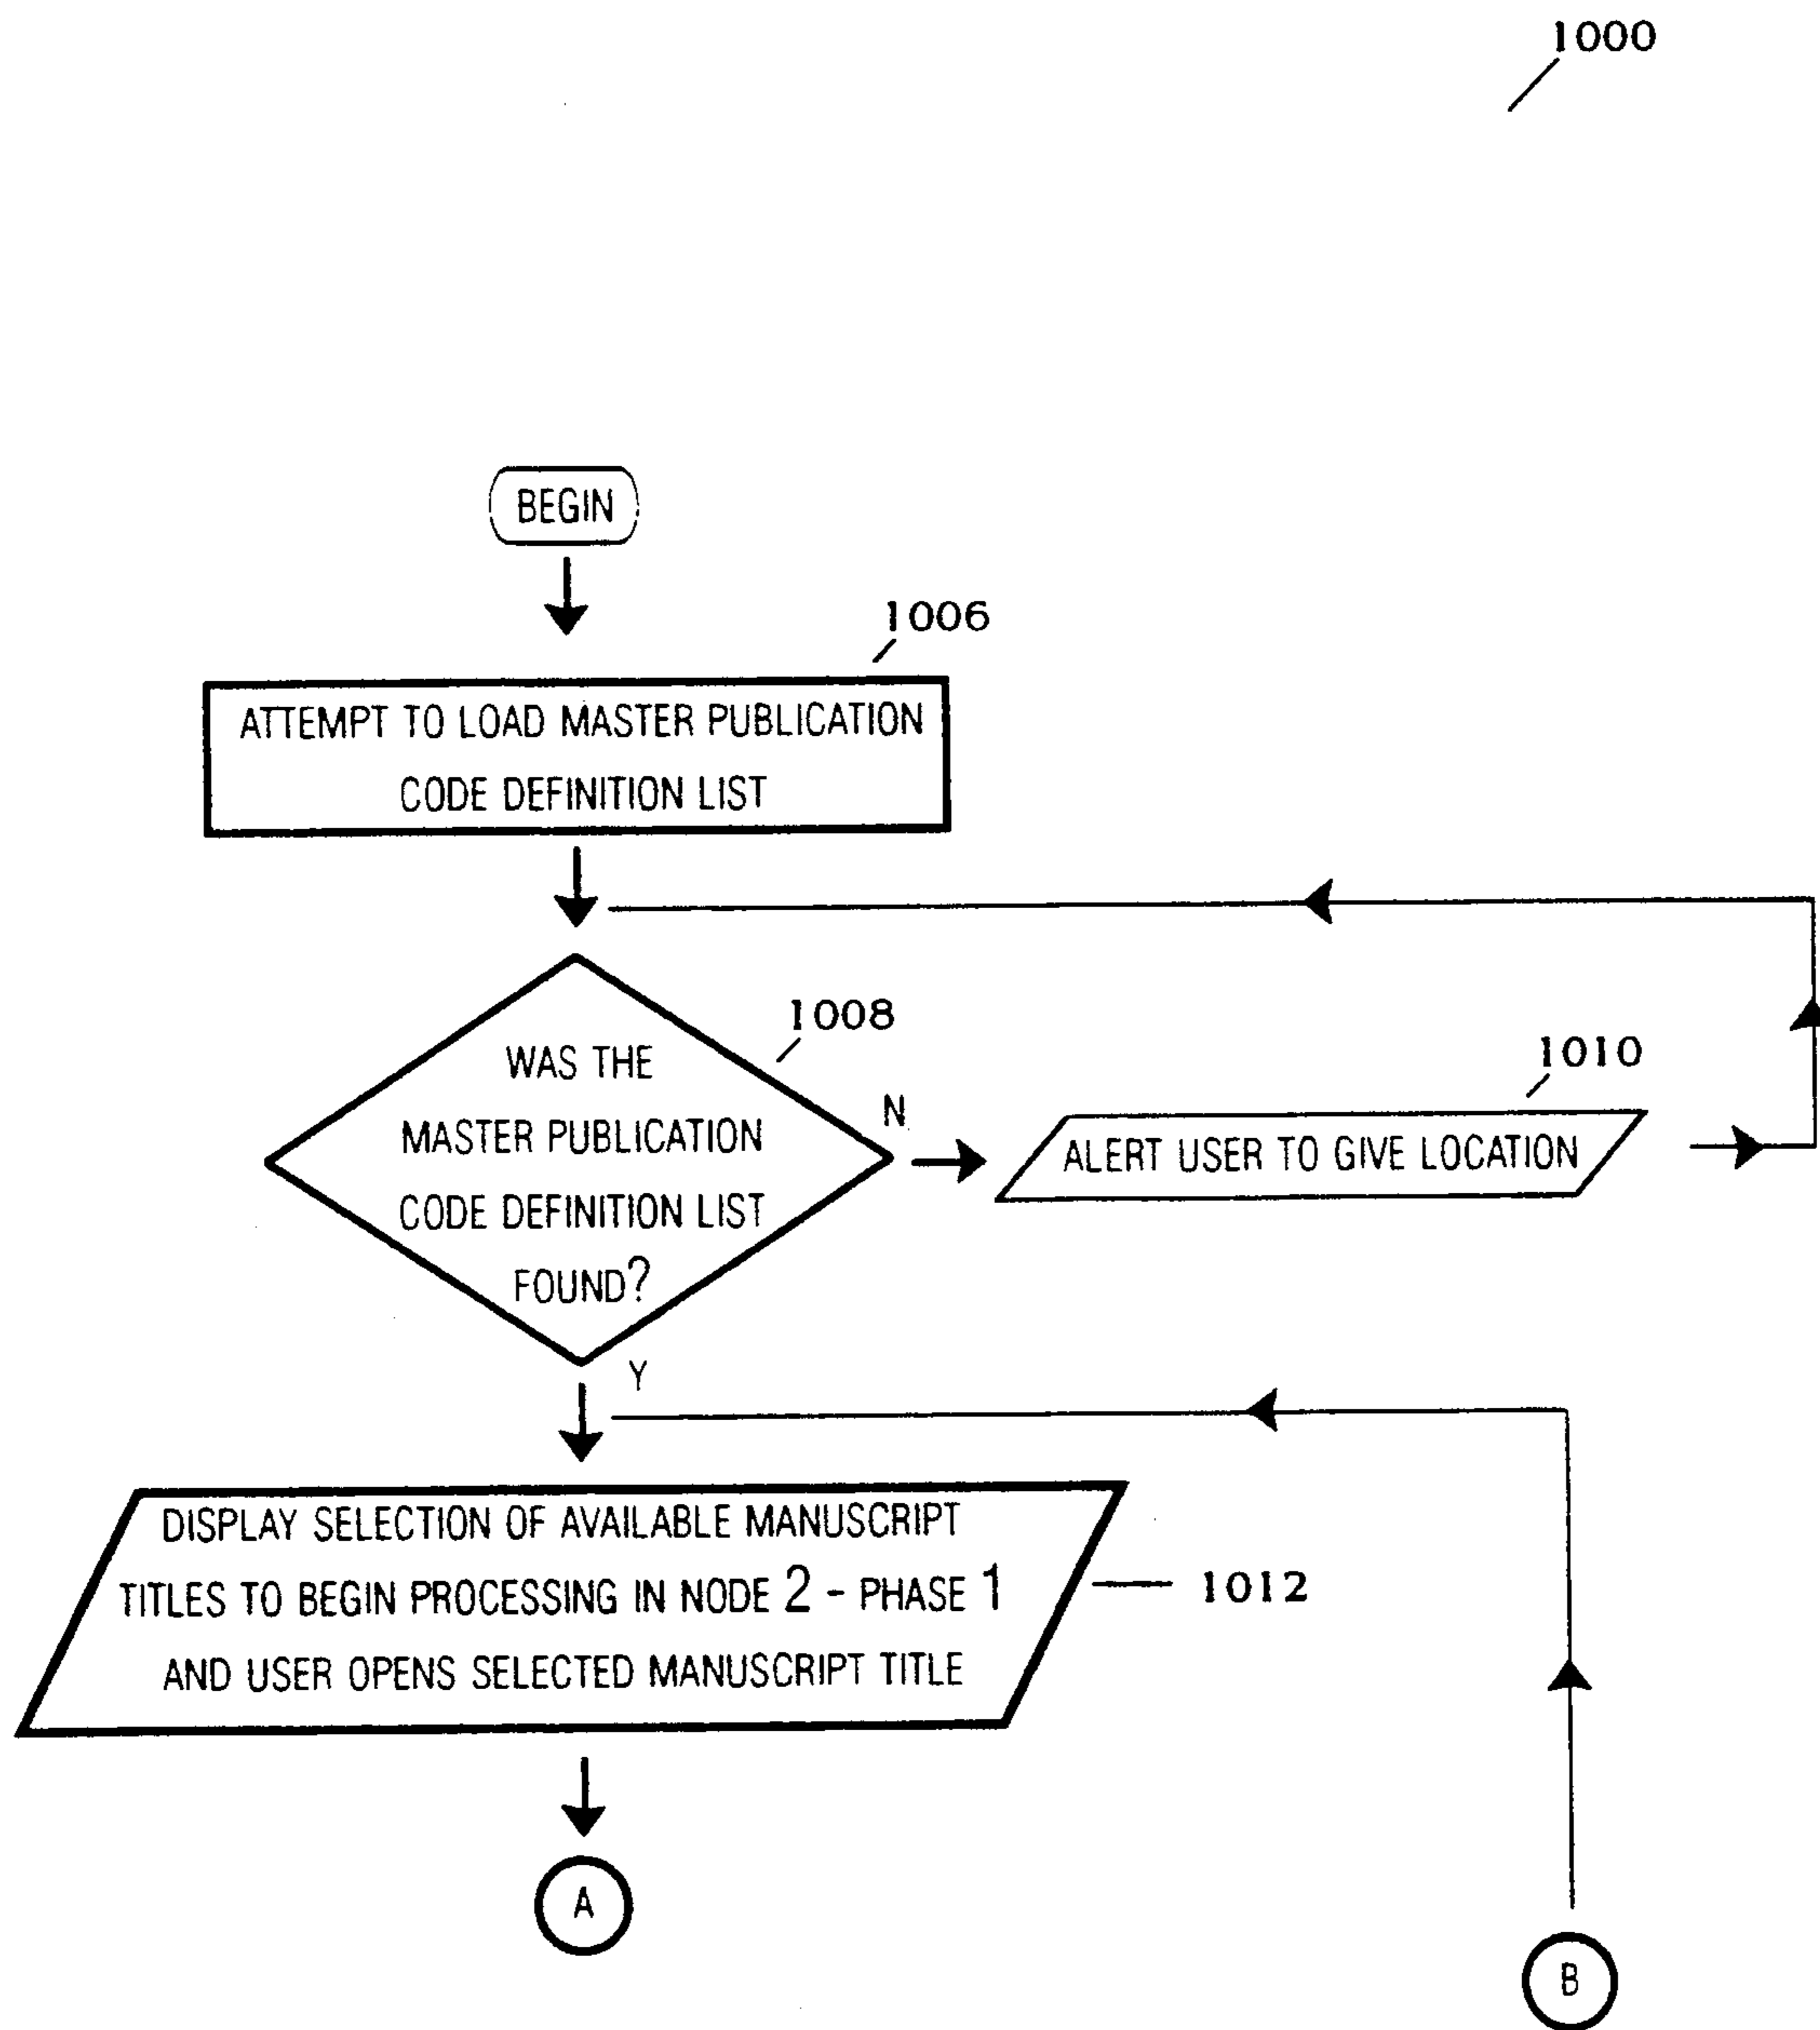 1000
BEGIN
1006
ATTEMPT TO LOAD MASTER PUBLICATION
CODE DEFINITION LIST
1008
WAS THE
MASTER PUBLICATION
CODE DEFINITION LIST
FOUND?
N
1010
ALERT USER TO GIVE LOCATION
Y
DISPLAY SELECTION OF AVAILABLE MANUSCRIPT
TITLES TO BEGIN PROCESSING IN NODE 2 - PHASE 1
AND USER OPENS SELECTED MANUSCRIPT TITLE
1012
A
B